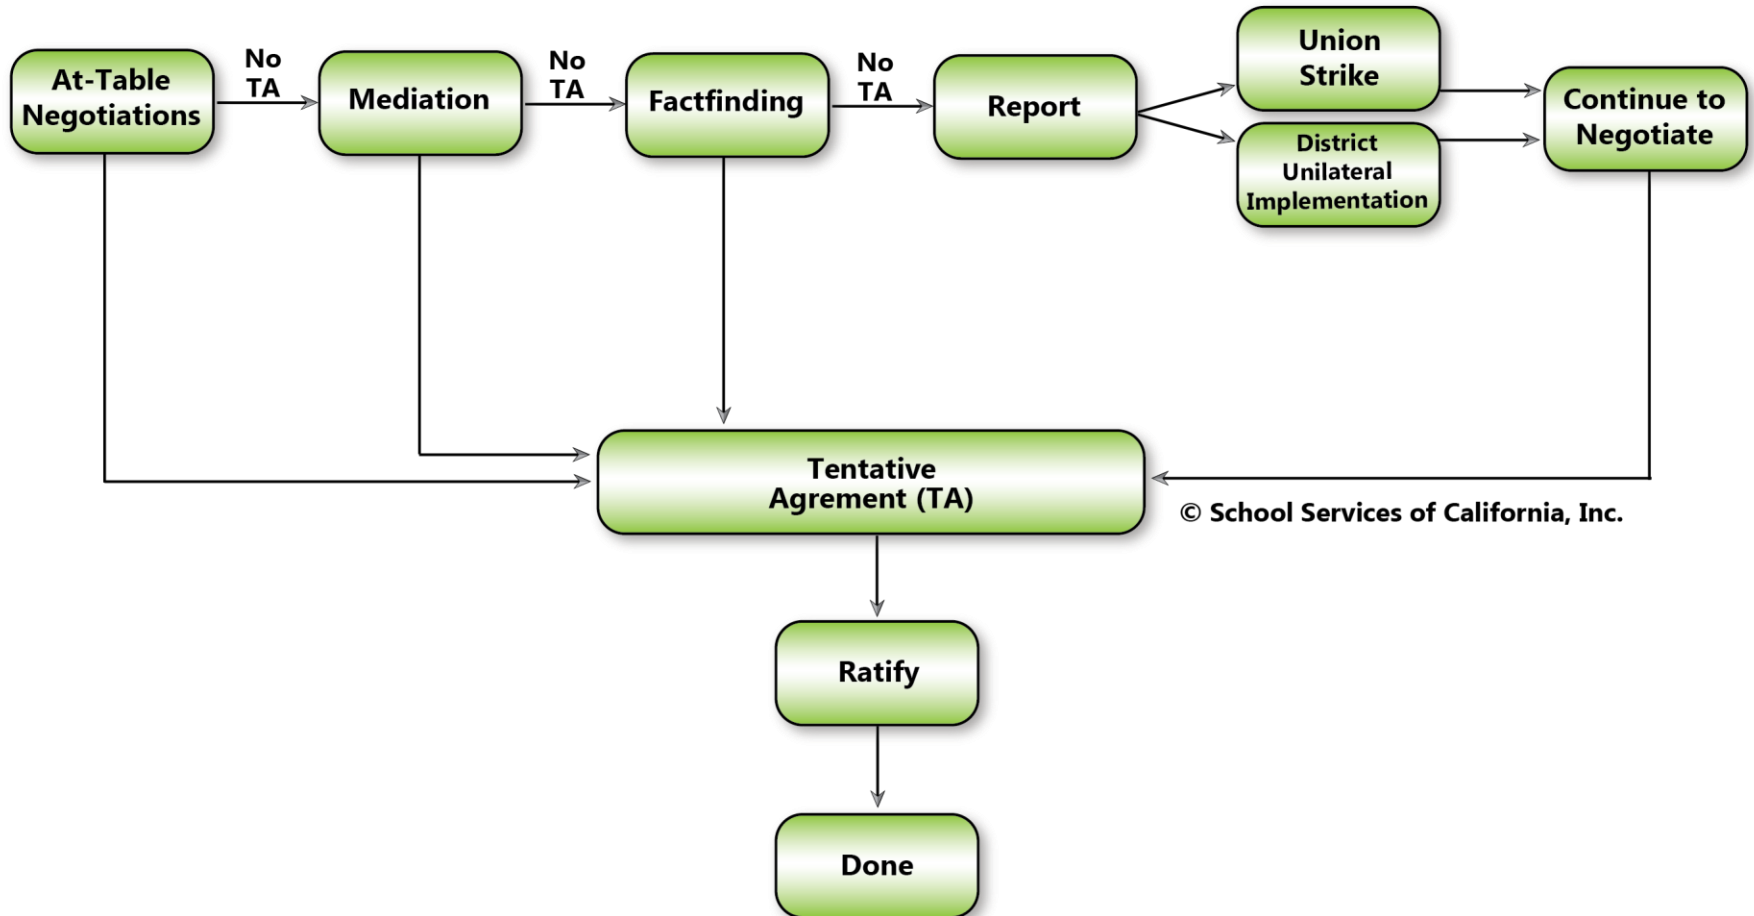 At-Table
Negotiations
No
TA
Mediation
No
TA
Factfinding
No
TA
Report
Union
Strike
District
Unilateral
Implementation
Continue to
Negotiate
Tentative
Agrement (TA)
© School Services of California, Inc.
Ratify
Done